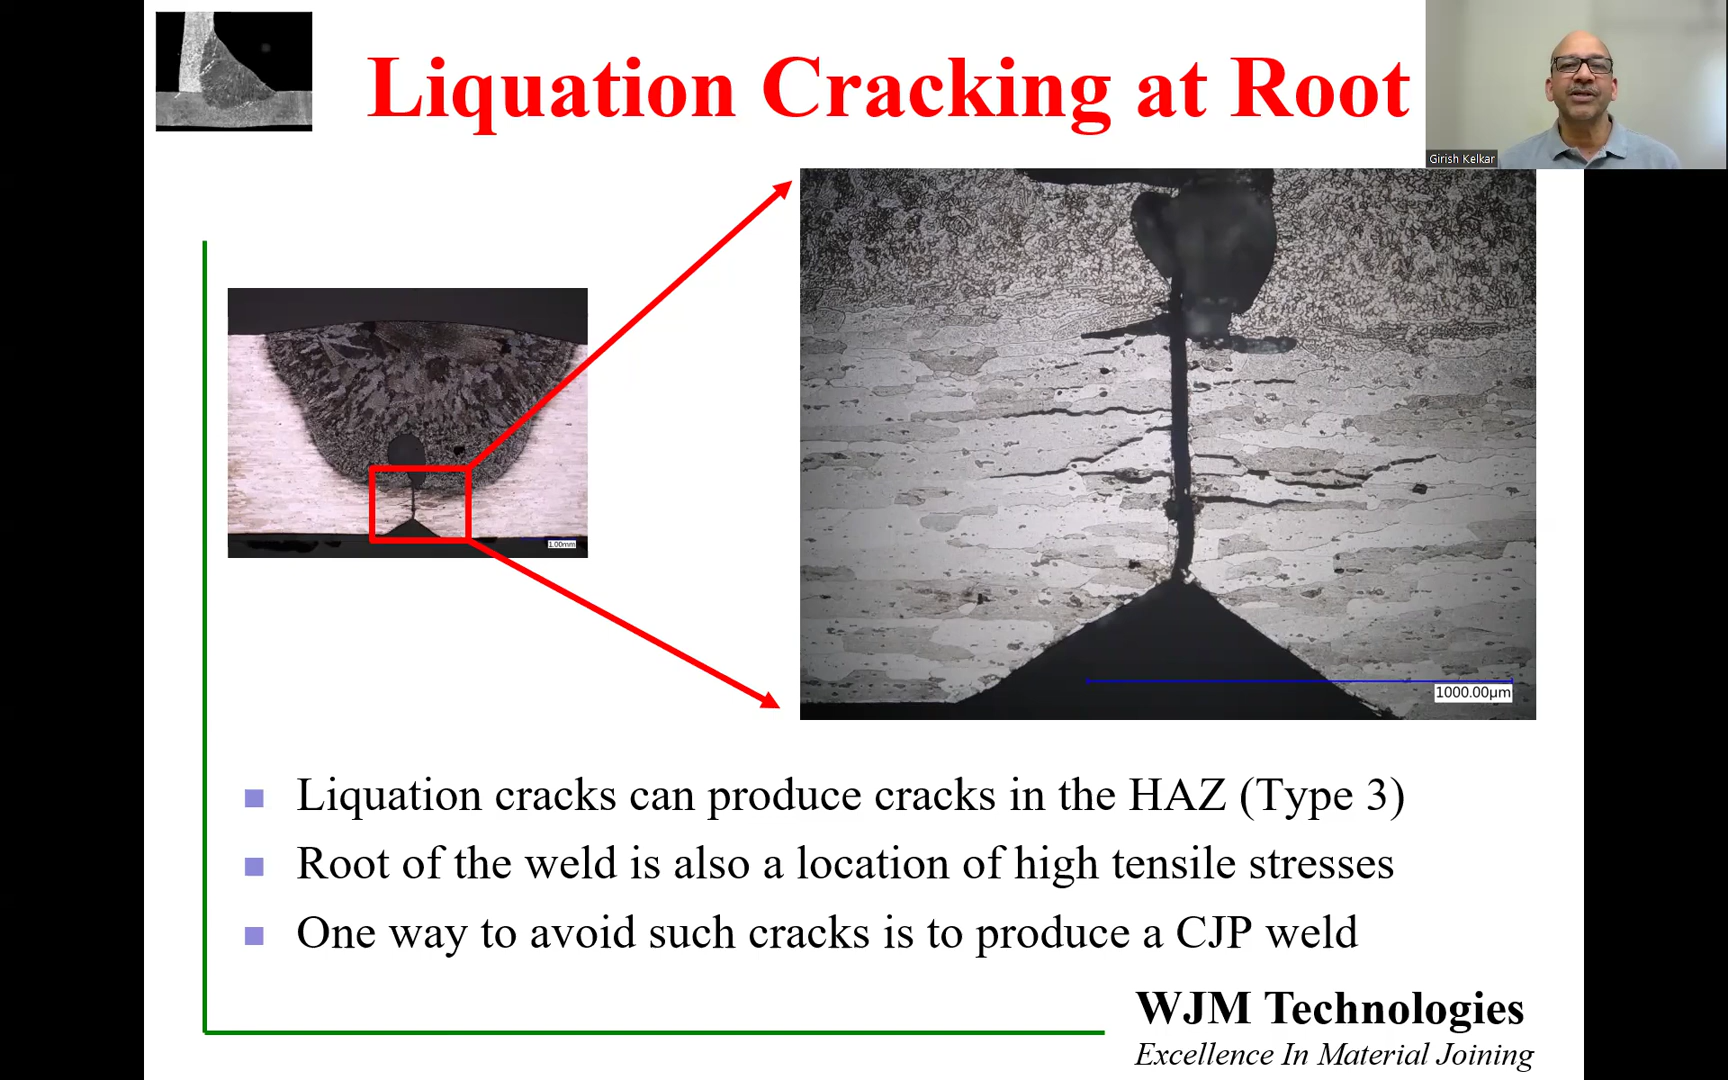 Liquation Cracking at Root
Girish Kelkar
1.00mm
1000.00µm
Liquation cracks can produce cracks in the HAZ (Type 3)
Root of the weld is also a location of high tensile stresses
One way to avoid such cracks is to produce a CJP weld
WJM Technologies
Excellence In Material Joining